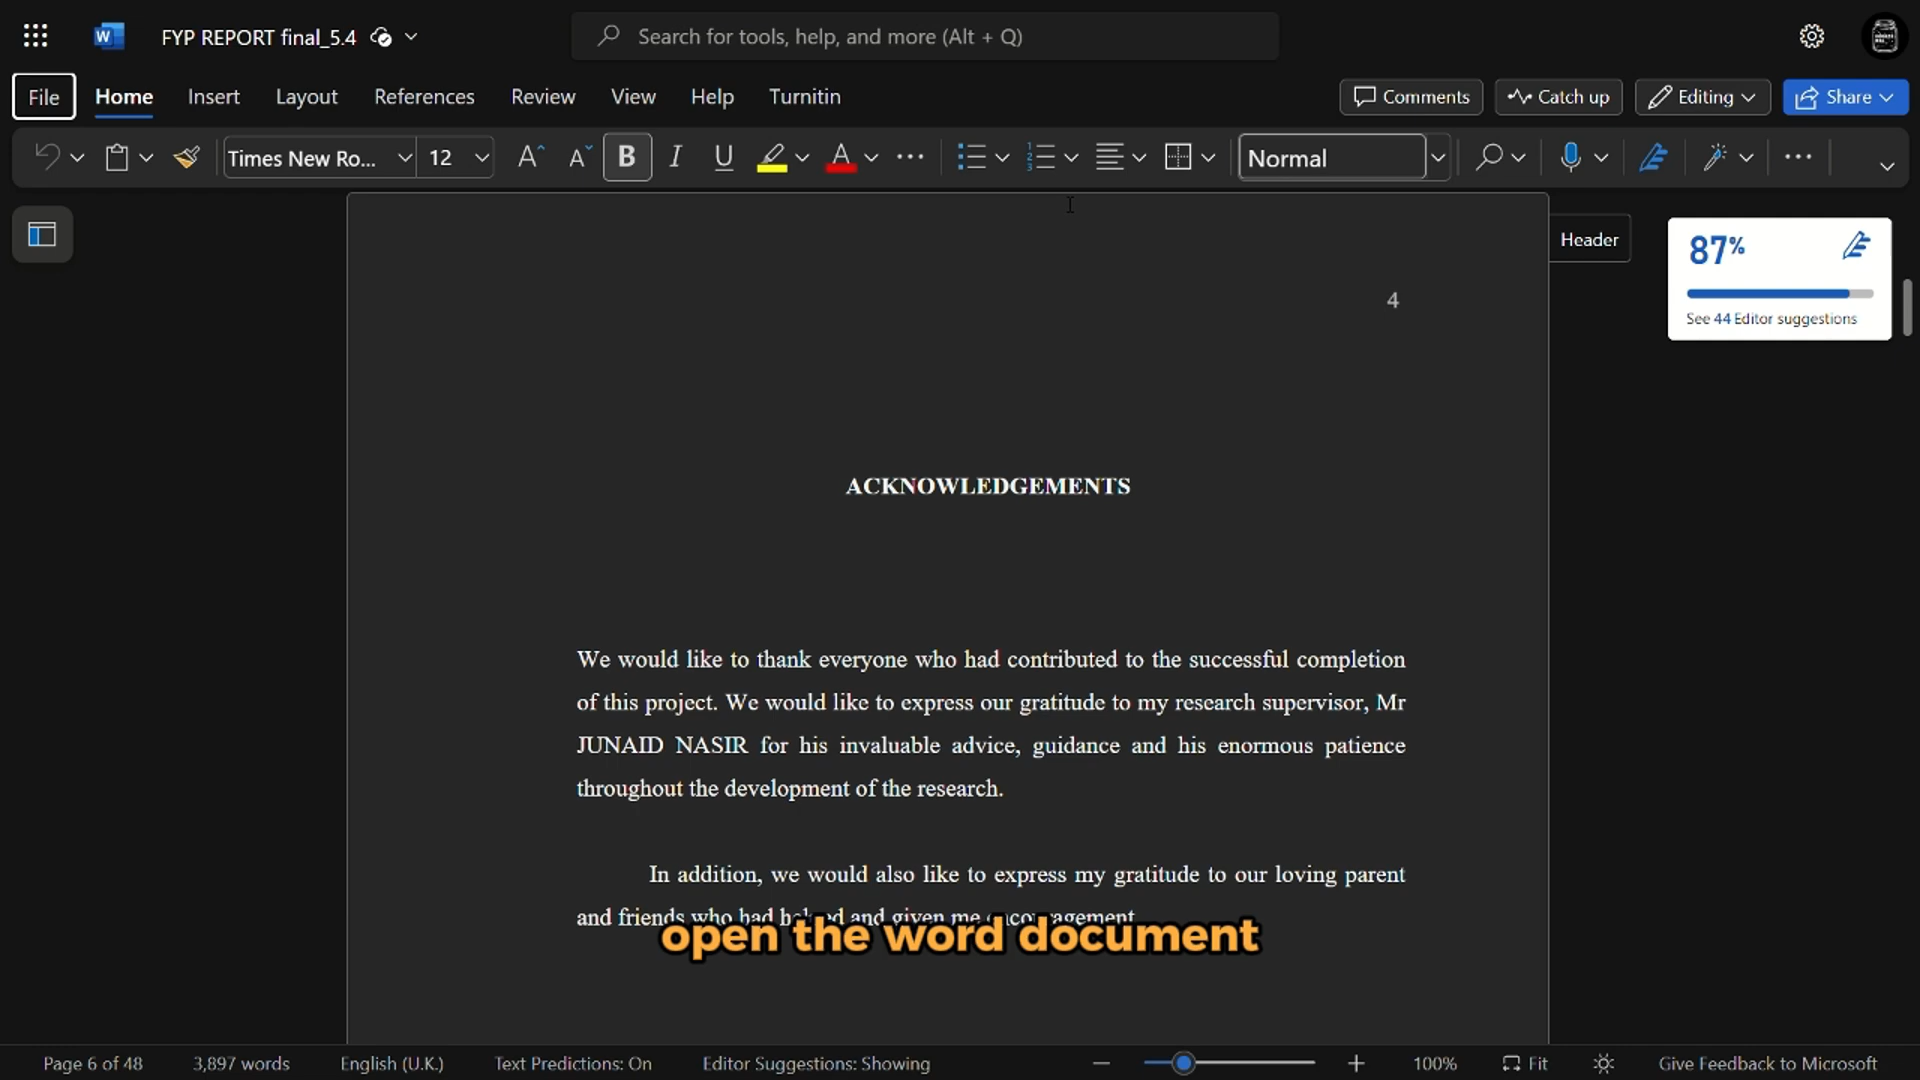 FYP REPORT final_5.4
Search for tools, help, and more (Alt + Q)
File Home Insert Layout References Review View Help Turnitin
Comments Catch up Editing Share
Times New Ro... 12 B I U A Normal
Header
87%
See 44 Editor suggestions
4
ACKNOWLEDGEMENTS
We would like to thank everyone who had contributed to the successful completion
of this project. We would like to express our gratitude to my research supervisor, Mr
JUNAID NASIR for his invaluable advice, guidance and his enormous patience
throughout the development of the research.
In addition, we would also like to express my gratitude to our loving parent
and friends who had helped and given me encouragement
open the word document
Page 6 of 48 3,897 words English (U.K.) Text Predictions: On Editor Suggestions: Showing 100% Fit Give Feedback to Microsoft